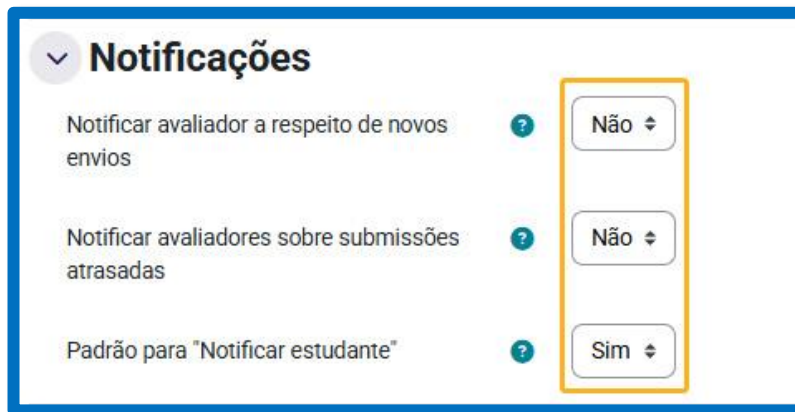 Notificações
Notificar avaliador a respeito de novos
envios
? Não
Notificar avaliadores sobre submissões
atrasadas
? Não
Padrão para "Notificar estudante"
? Sim